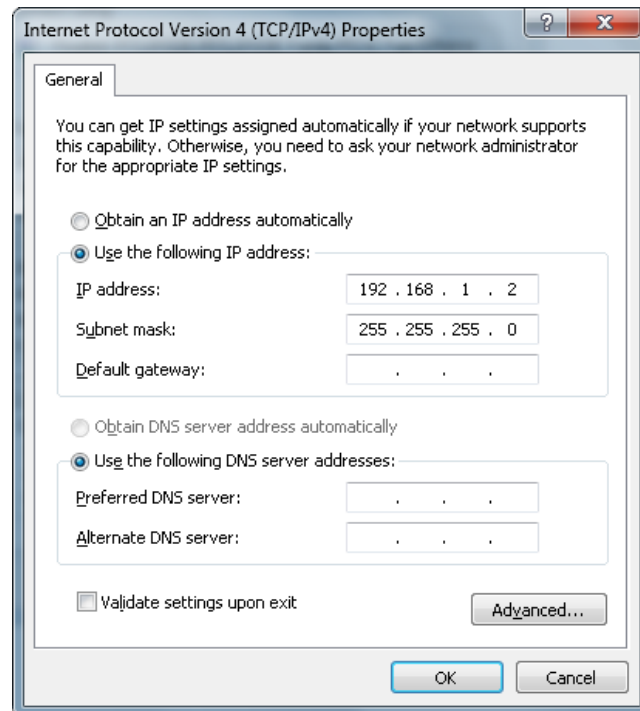 Internet Protocol Version 4 (TCP/IPv4) Properties
?
General
You can get IP settings assigned automatically if your network supports
this capability. Otherwise, you need to ask your network administrator
for the appropriate IP settings.
Obtain an IP address automatically
Use the following IP address:
IP address: 192 . 168 . 1 . 2
Subnet mask: 255 . 255 . 255 . 0
Default gateway: . . .
Obtain DNS server address automatically
Use the following DNS server addresses:
Preferred DNS server: . . .
Alternate DNS server: . . .
Validate settings upon exit
Advanced...
OK Cancel